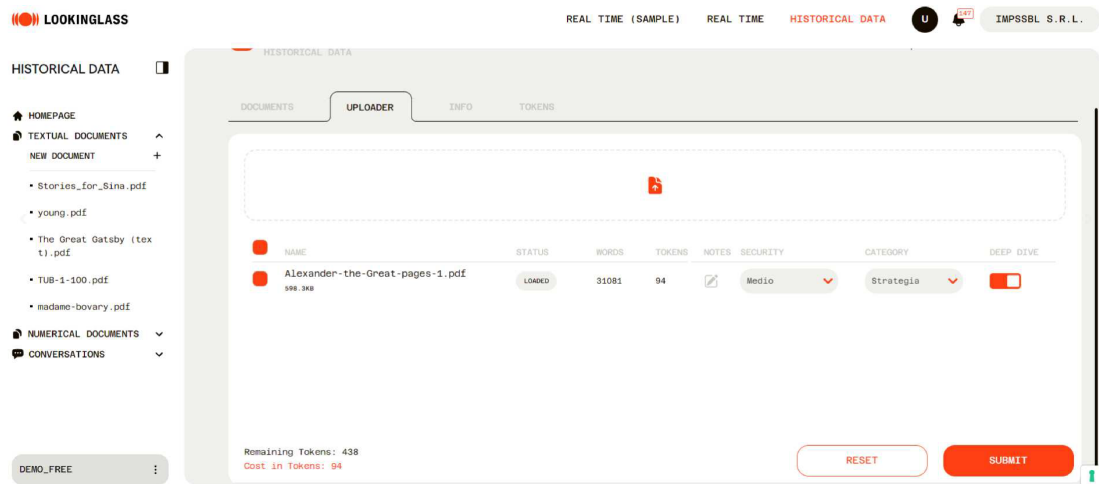 LOOKINGLASS
REAL TIME (SAMPLE)
REAL TIME
HISTORICAL DATA
U
147
IMPSSBL S.R.L.
HISTORICAL DATA
HOMEPAGE
TEXTUAL DOCUMENTS
NEW DOCUMENT +
Stories_for_Sina.pdf
young.pdf
The Great Gatsby (tex
t).pdf
TUB-1-100.pdf
madame-bovary.pdf
NUMERICAL DOCUMENTS
CONVERSATIONS
DEMO_FREE
HISTORICAL DATA
DOCUMENTS
UPLOADER
INFO
TOKENS
NAME STATUS WORDS TOKENS NOTES SECURITY CATEGORY DEEP DIVE
Alexander-the-Great-pages-1.pdf LOADED 31081 94 Medio Strategia
598.3KB
Remaining Tokens: 438
Cost in Tokens: 94
RESET
SUBMIT